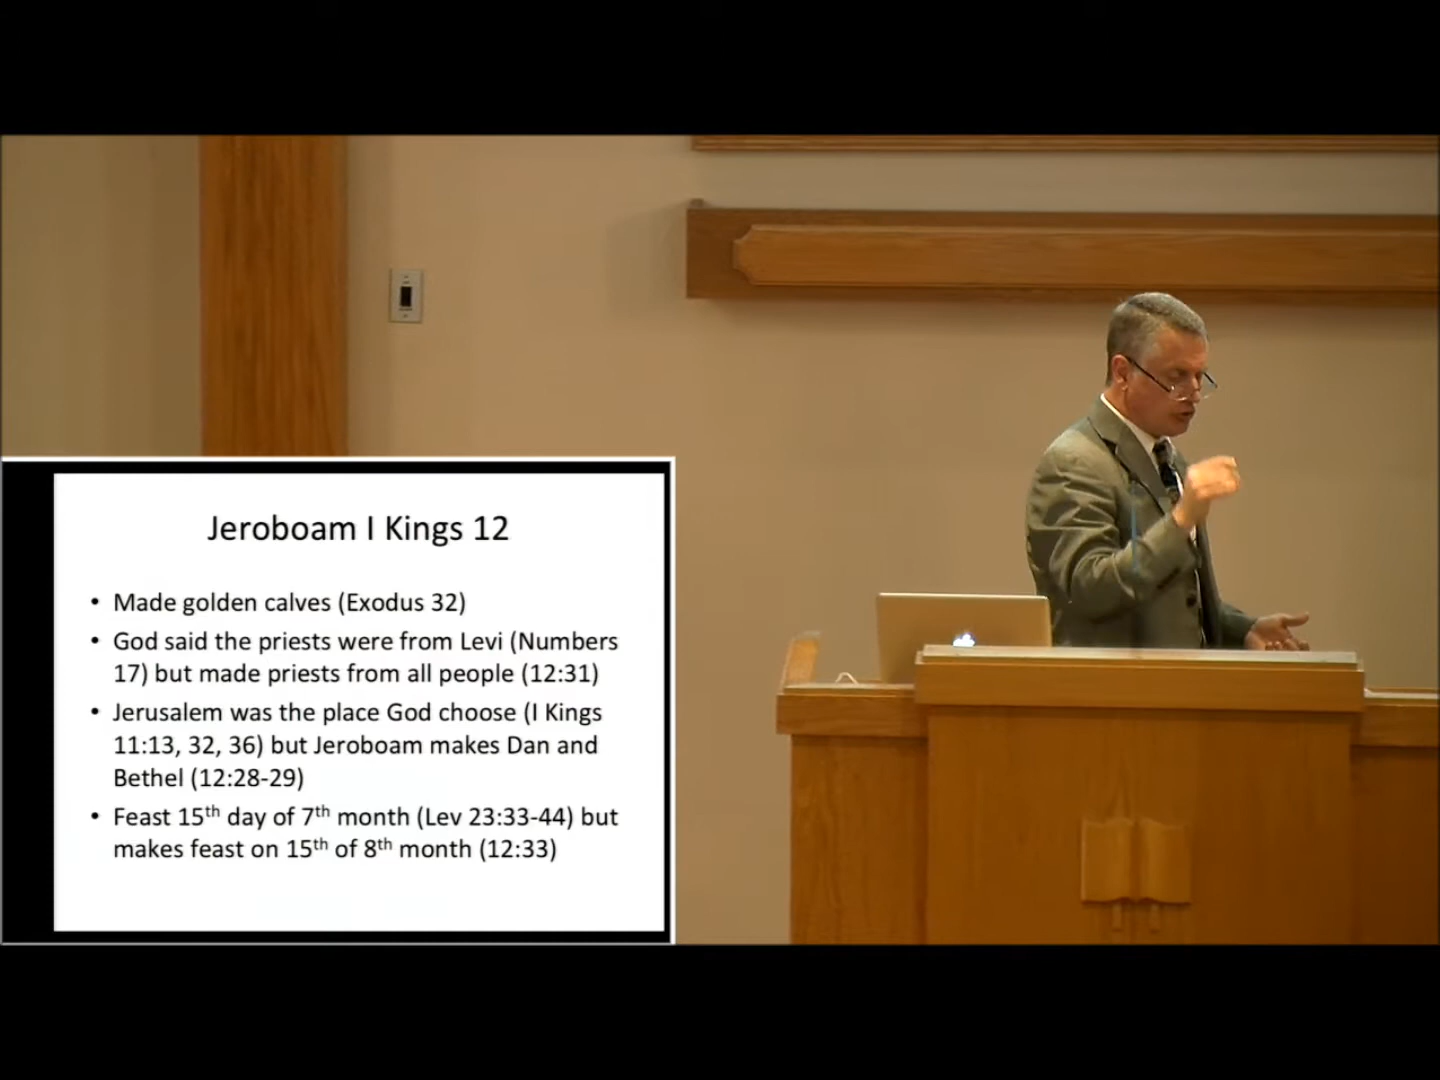 Jeroboam I Kings 12
• Made golden calves (Exodus 32)
• God said the priests were from Levi (Numbers
17) but made priests from all people (12:31)
• Jerusalem was the place God choose (I Kings
11:13, 32, 36) but Jeroboam makes Dan and
Bethel (12:28-29)
• Feast 15th day of 7th month (Lev 23:33-44) but
makes feast on 15th of 8th month (12:33)